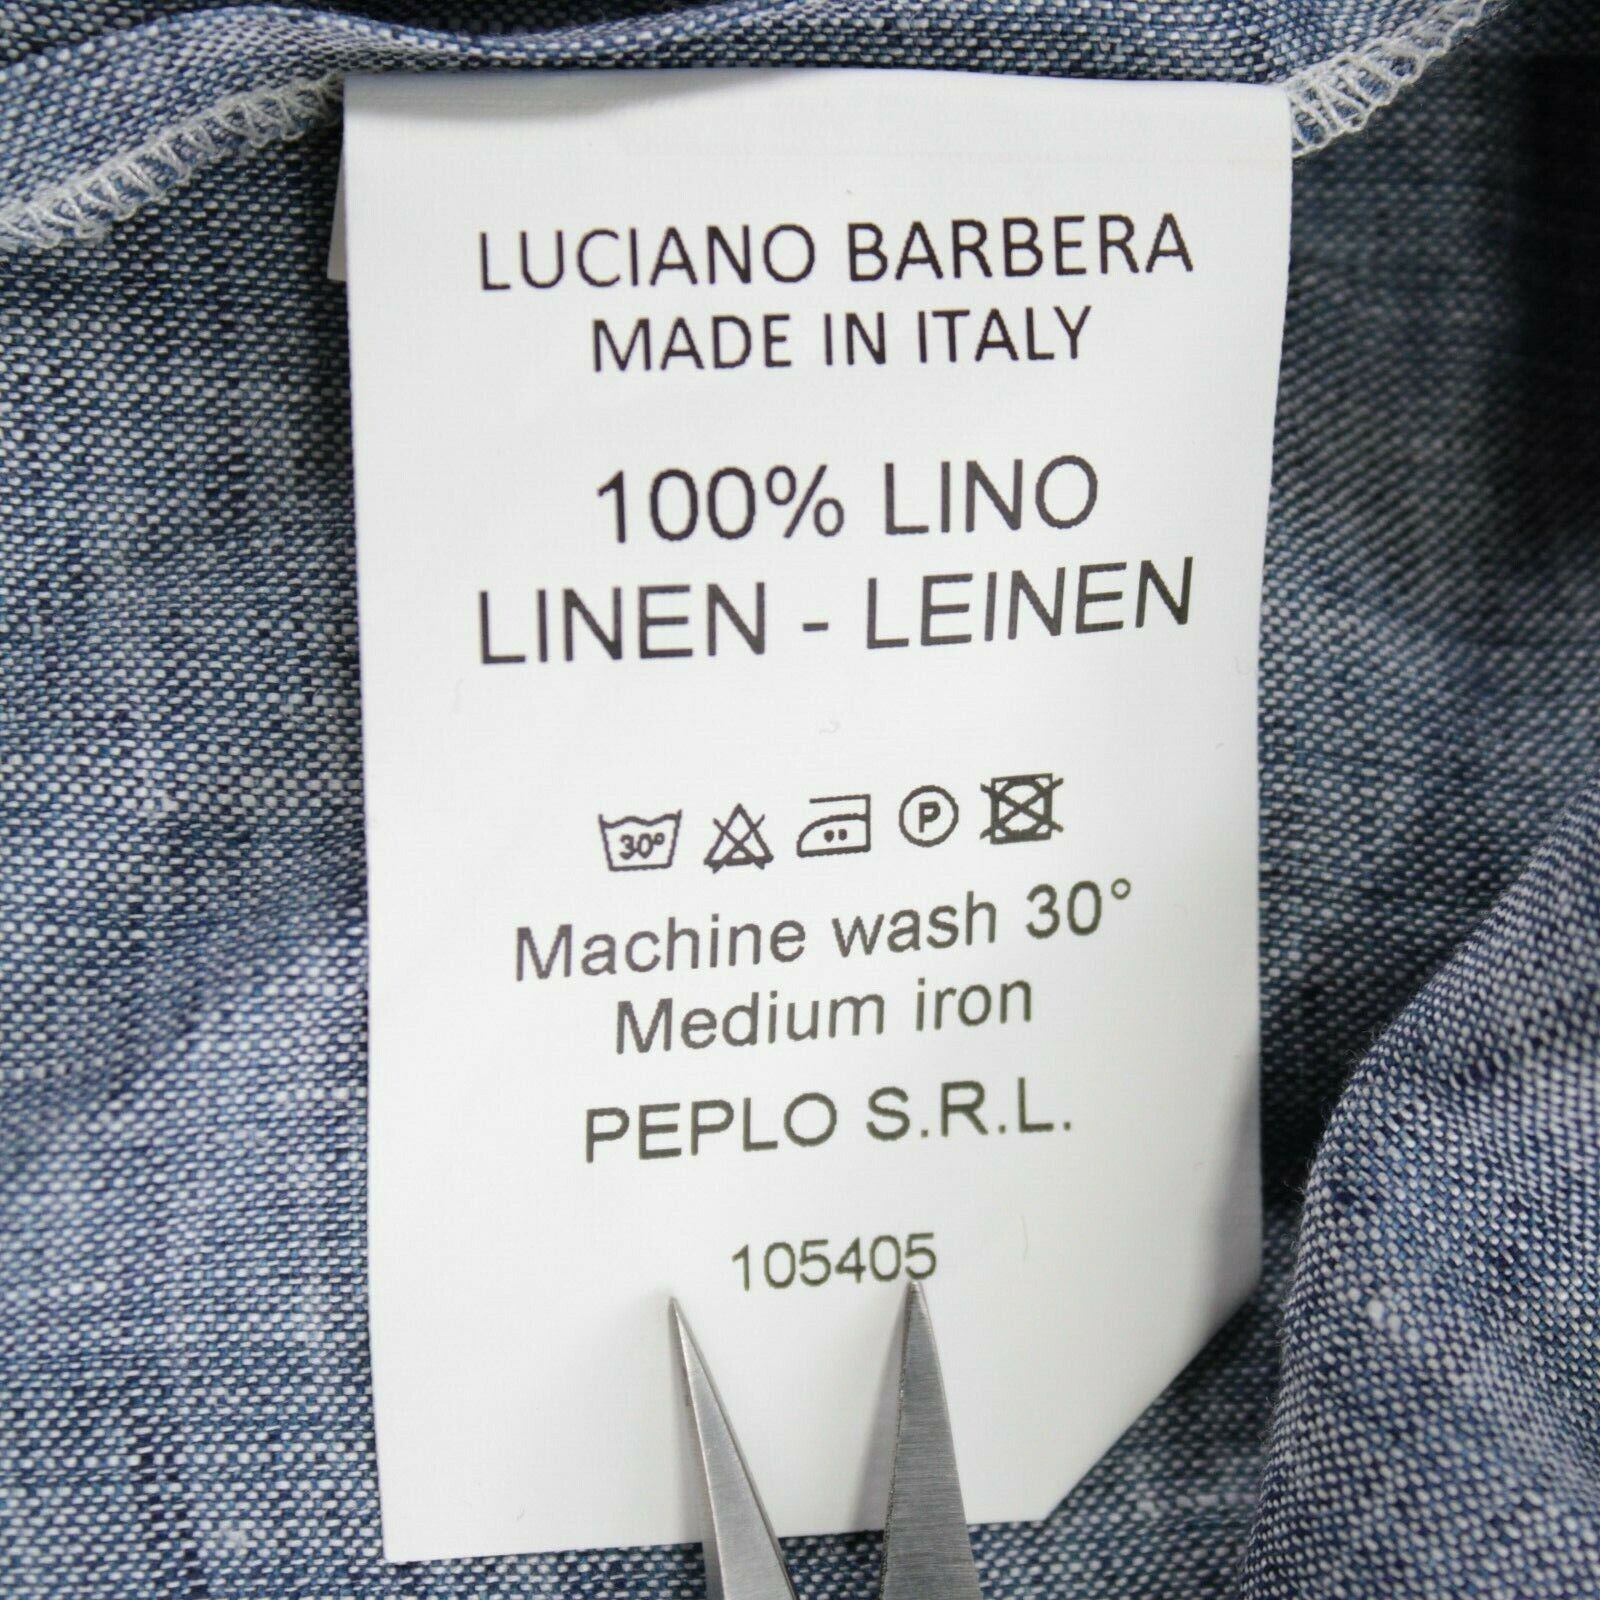 LUCIANO BARBERA
MADE IN ITALY
100% LINO
LINEN - LEINEN
30° P
Machine wash 30°
Medium iron
PEPLO S.R.L.
105405